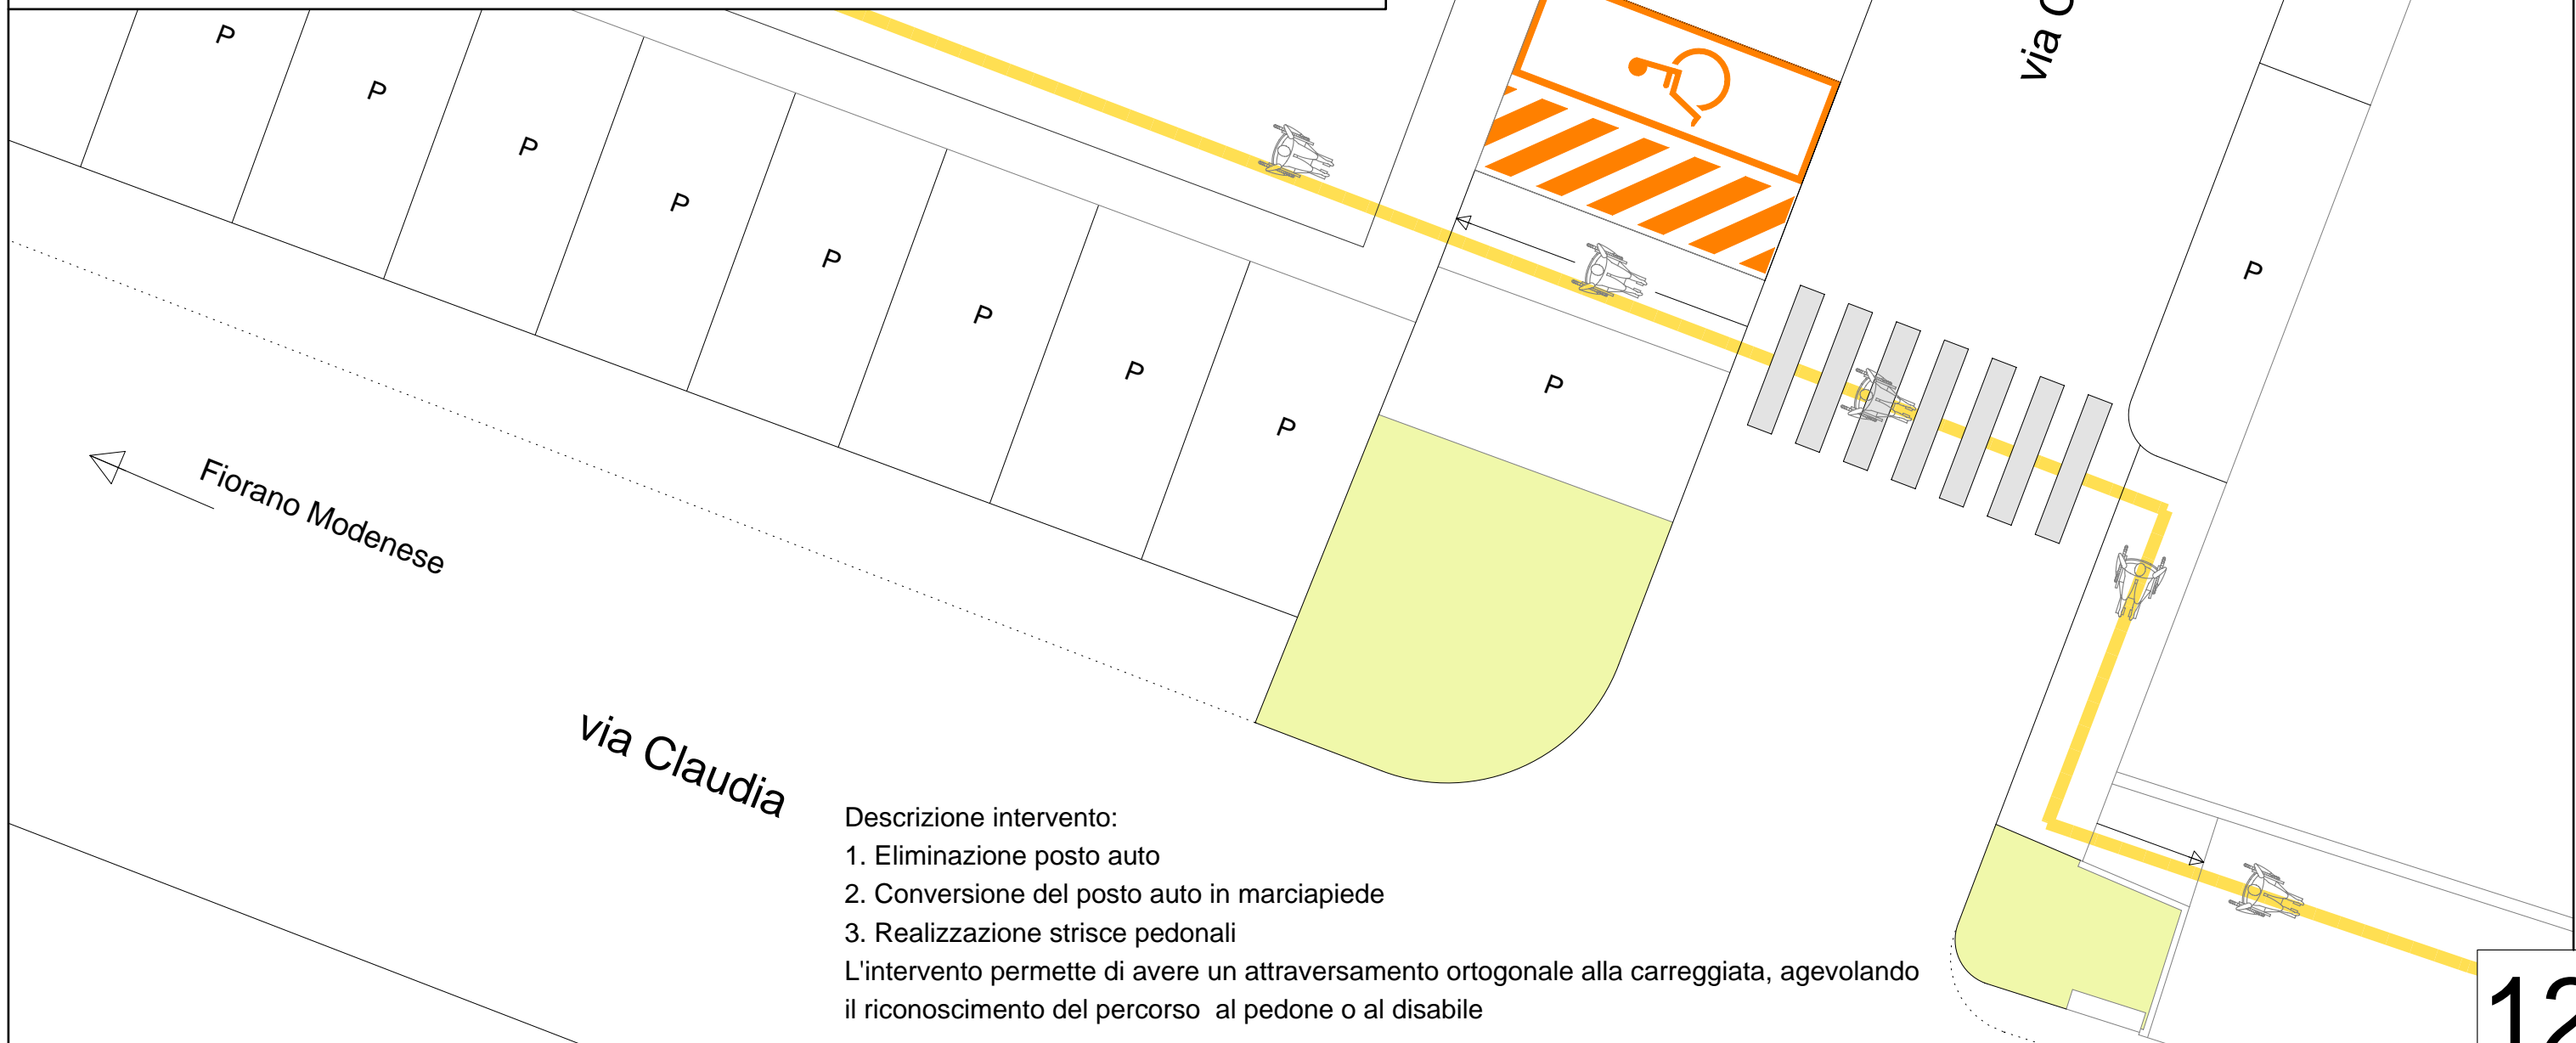 via C
P
P
P
P
P
P
P
P
P
P
Fiorano Modenese
via Claudia
Descrizione intervento:
1. Eliminazione posto auto
2. Conversione del posto auto in marciapiede
3. Realizzazione strisce pedonali
L'intervento permette di avere un attraversamento ortogonale alla carreggiata, agevolando
il riconoscimento del percorso  al pedone o al disabile
12